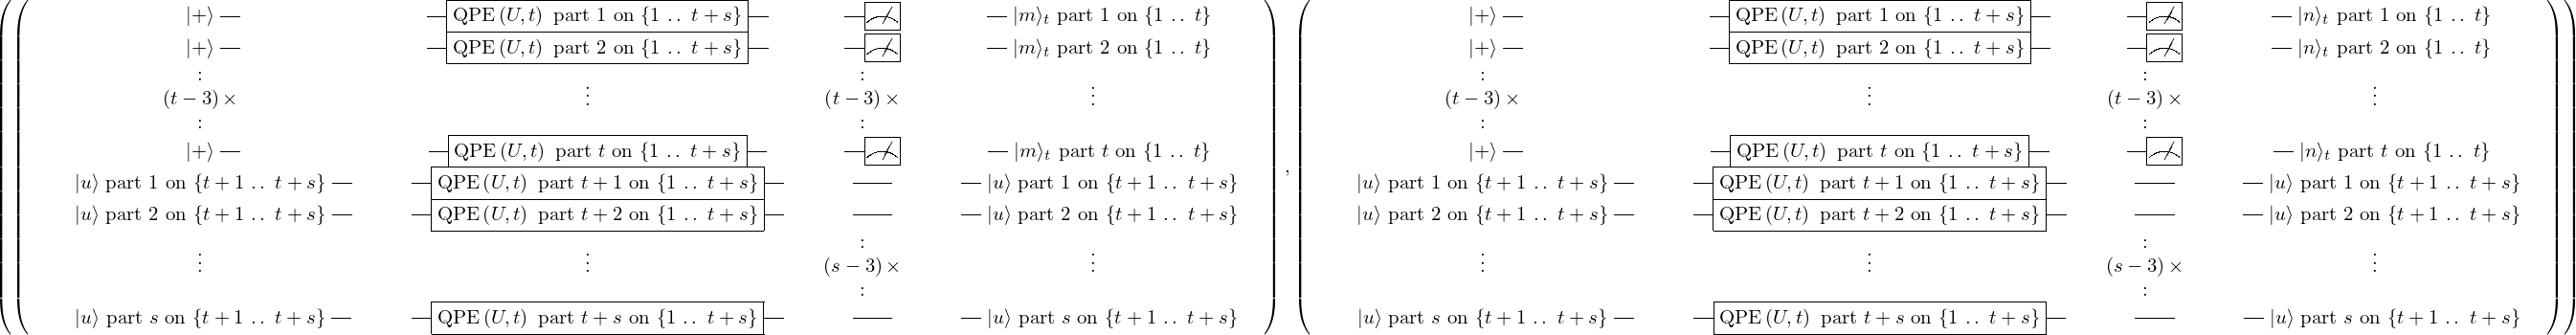 |+⟩ QPE (U, t) part 1 on {1 .. t + s} |m⟩t part 1 on {1 .. t} |+⟩ QPE (U, t) part 1 on {1 .. t + s} |n⟩t part 1 on {1 .. t}
|+⟩ QPE (U, t) part 2 on {1 .. t + s} |m⟩t part 2 on {1 .. t} |+⟩ QPE (U, t) part 2 on {1 .. t + s} |n⟩t part 2 on {1 .. t}
: : : :
(t − 3) × ⋮ (t − 3) × ⋮ (t − 3) × ⋮ (t − 3) × ⋮
: : : :
|+⟩ QPE (U, t) part t on {1 .. t + s} |m⟩t part t on {1 .. t} |+⟩ QPE (U, t) part t on {1 .. t + s} |n⟩t part t on {1 .. t}
|u⟩ part 1 on {t + 1 .. t + s} QPE (U, t) part t + 1 on {1 .. t + s} |u⟩ part 1 on {t + 1 .. t + s} , |u⟩ part 1 on {t + 1 .. t + s} QPE (U, t) part t + 1 on {1 .. t + s} |u⟩ part 1 on {t + 1 .. t + s}
|u⟩ part 2 on {t + 1 .. t + s} QPE (U, t) part t + 2 on {1 .. t + s} |u⟩ part 2 on {t + 1 .. t + s} |u⟩ part 2 on {t + 1 .. t + s} QPE (U, t) part t + 2 on {1 .. t + s} |u⟩ part 2 on {t + 1 .. t + s}
: :
⋮ ⋮ (s − 3) × ⋮ ⋮ ⋮ (s − 3) × ⋮
: :
|u⟩ part s on {t + 1 .. t + s} QPE (U, t) part t + s on {1 .. t + s} |u⟩ part s on {t + 1 .. t + s} |u⟩ part s on {t + 1 .. t + s} QPE (U, t) part t + s on {1 .. t + s} |u⟩ part s on {t + 1 .. t + s}